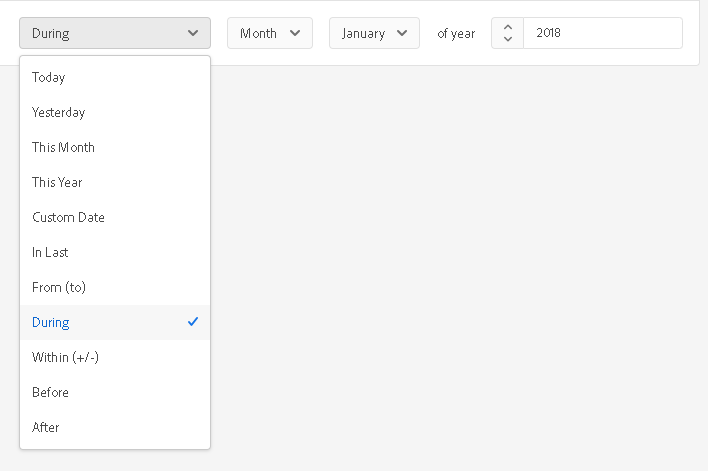 During Month January of year 2018
Today
Yesterday
This Month
This Year
Custom Date
In Last
From (to)
During
Within (+/-)
Before
After